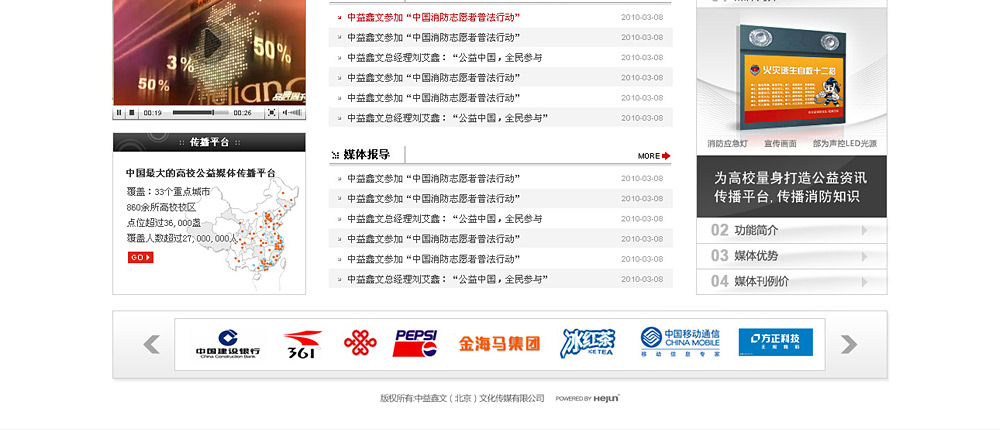 3%
50%
50%
00:19
00:26
:: 传播平台 ::
中国最大的高校公益媒体传播平台
覆盖：33个重点城市
860余所高校校区
点位超过36,000盏
覆盖人数超过27,000,000人
GO
中益鑫文参加“中国消防志愿者普法行动” 2010-03-08
中益鑫文参加“中国消防志愿者普法行动” 2010-03-08
中益鑫文总经理刘艾鑫：“公益中国，全民参与 2010-03-08
中益鑫文参加“中国消防志愿者普法行动” 2010-03-08
中益鑫文参加“中国消防志愿者普法行动” 2010-03-08
中益鑫文总经理刘艾鑫：“公益中国，全民参与” 2010-03-08
媒体报导 MORE
中益鑫文参加“中国消防志愿者普法行动” 2010-03-08
中益鑫文参加“中国消防志愿者普法行动” 2010-03-08
中益鑫文总经理刘艾鑫：“公益中国，全民参与 2010-03-08
中益鑫文参加“中国消防志愿者普法行动” 2010-03-08
中益鑫文参加“中国消防志愿者普法行动” 2010-03-08
中益鑫文总经理刘艾鑫：“公益中国，全民参与” 2010-03-08
火灾逃生自救十二招
消防应急灯 宣传画面 部为声控LED光源
为高校量身打造公益资讯
传播平台,传播消防知识
02 功能简介
03 媒体优势
04 媒体刊例价
中国建设银行
China Construction Bank
361
PEPSI
金海马集团
冰红茶
ICE TEA
中国移动通信
CHINA MOBILE
移动信息专家
方正科技
版权所有:中益鑫文（北京）文化传媒有限公司 POWERED BY Hejun